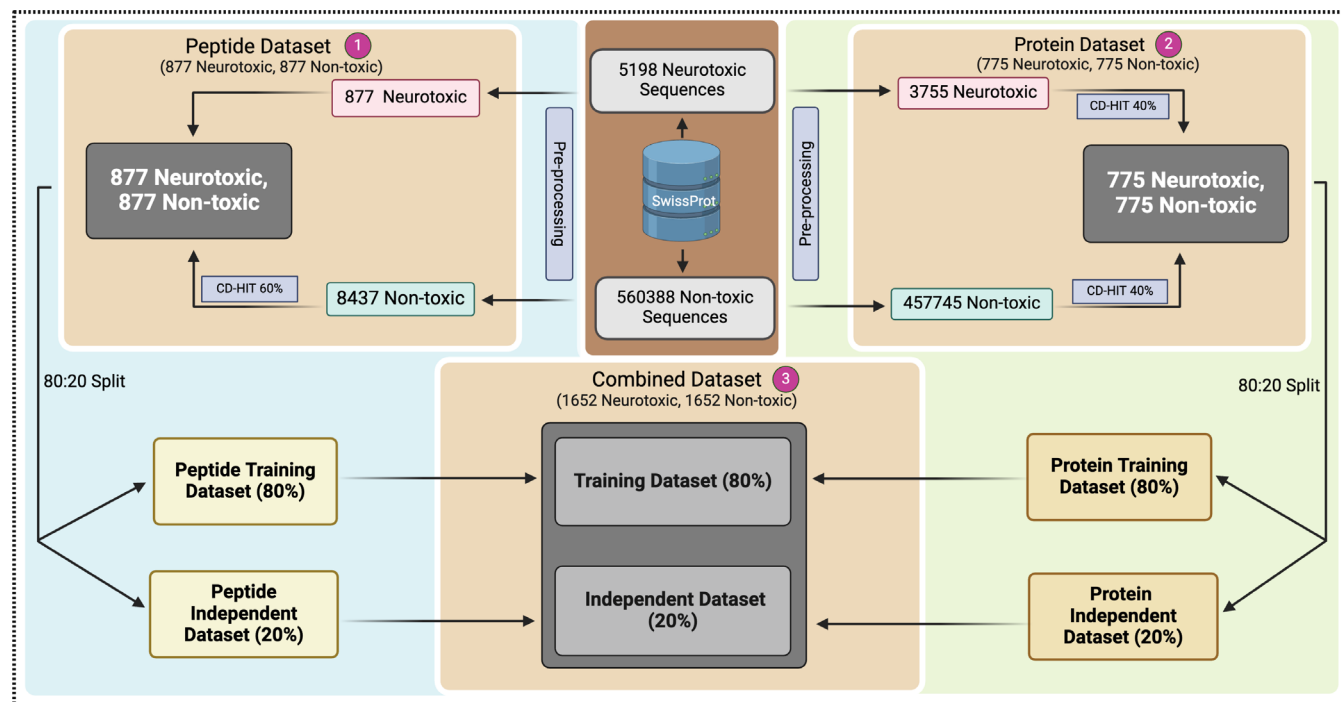 Peptide Dataset 1
(877 Neurotoxic, 877 Non-toxic)
877 Neurotoxic
877 Neurotoxic,
877 Non-toxic
CD-HIT 60%
8437 Non-toxic
Pre-processing
5198 Neurotoxic
Sequences
SwissProt
560388 Non-toxic
Sequences
Pre-processing
Protein Dataset 2
(775 Neurotoxic, 775 Non-toxic)
3755 Neurotoxic
CD-HIT 40%
775 Neurotoxic,
775 Non-toxic
CD-HIT 40%
457745 Non-toxic
80:20 Split
Peptide Training
Dataset (80%)
Peptide
Independent
Dataset (20%)
Combined Dataset 3
(1652 Neurotoxic, 1652 Non-toxic)
Training Dataset (80%)
Independent Dataset
(20%)
80:20 Split
Protein Training
Dataset (80%)
Protein
Independent
Dataset (20%)